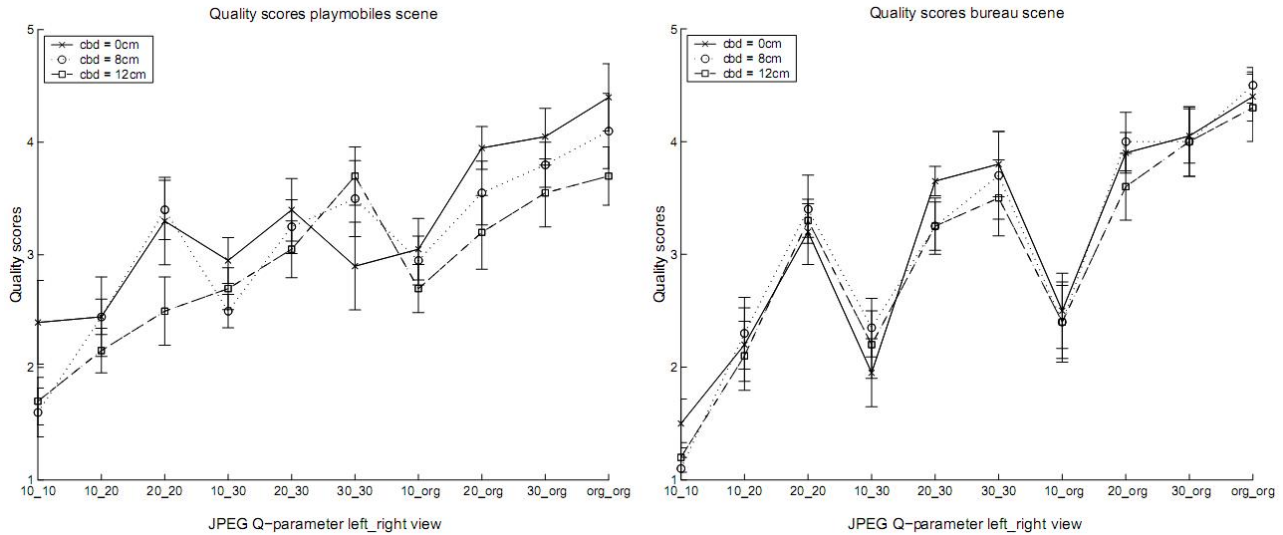 Quality scores playmobiles scene
5
cbd = 0cm
cbd = 8cm
cbd = 12cm
4
Quality scores
3
2
1
10_10 10_20 20_20 10_30 20_30 30_30 10_org 20_org 30_org org_org
JPEG Q−parameter left_right view
Quality scores bureau scene
5
cbd = 0cm
cbd = 8cm
cbd = 12cm
4
Quality scores
3
2
1
10_10 10_20 20_20 10_30 20_30 30_30 10_org 20_org 30_org org_org
JPEG Q−parameter left_right view